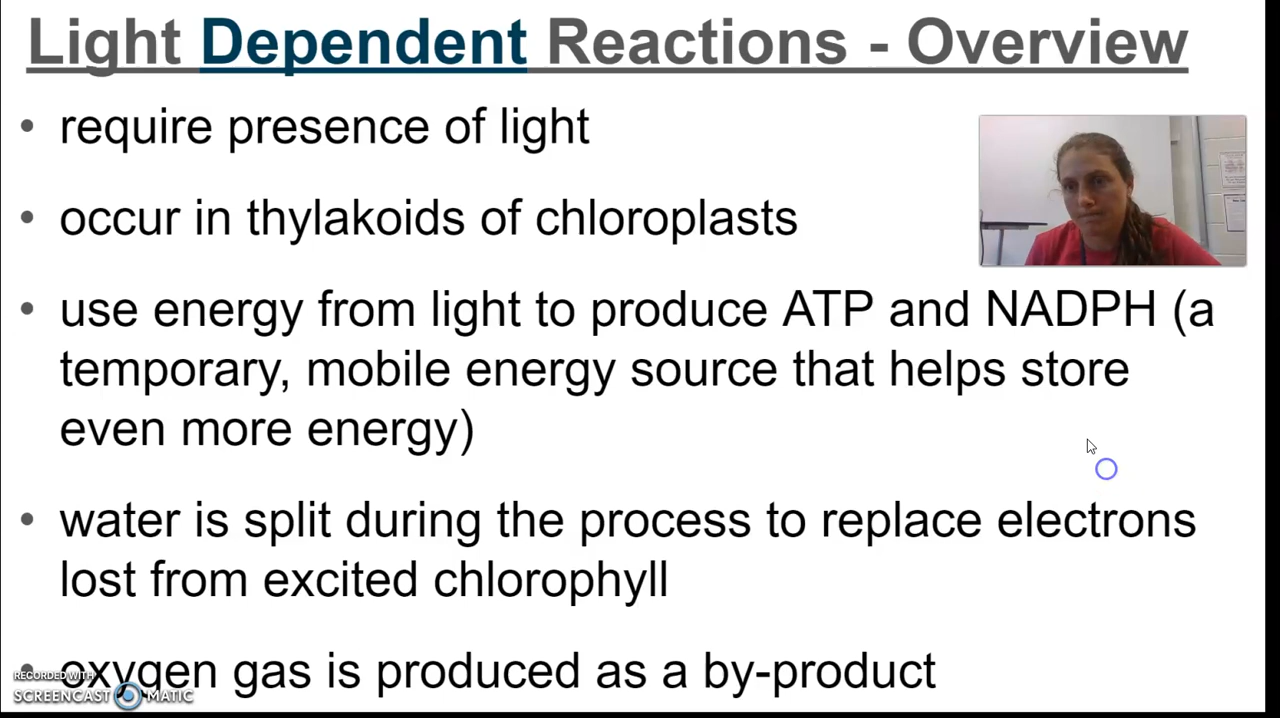 Light Dependent Reactions - Overview
• require presence of light
• occur in thylakoids of chloroplasts
• use energy from light to produce ATP and NADPH (a
temporary, mobile energy source that helps store
even more energy)
• water is split during the process to replace electrons
lost from excited chlorophyll
• oxygen gas is produced as a by-product
RECORDED WITH
SCREENCAST MATIC